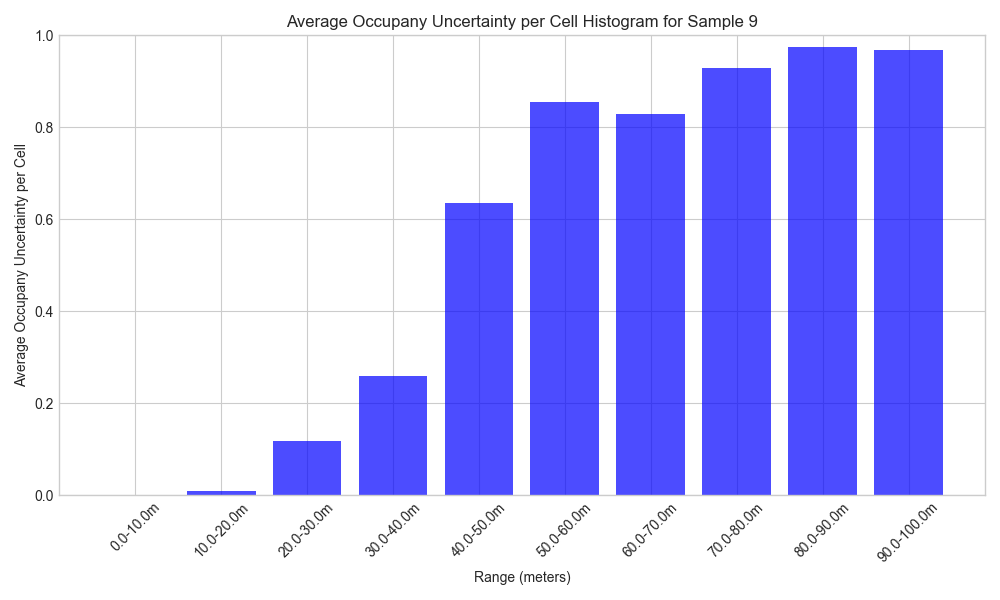 Average Occupany Uncertainty per Cell Histogram for Sample 9
Average Occupany Uncertainty per Cell
1.0
0.8
0.6
0.4
0.2
0.0
0.0-10.0m
10.0-20.0m
20.0-30.0m
30.0-40.0m
40.0-50.0m
50.0-60.0m
60.0-70.0m
70.0-80.0m
80.0-90.0m
90.0-100.0m
Range (meters)